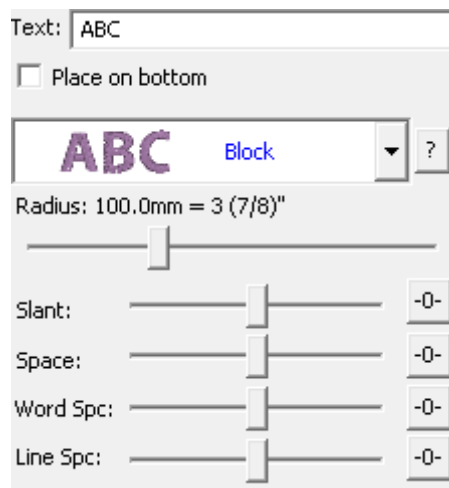 Text: ABC
Place on bottom
ABC Block ?
Radius: 100.0mm = 3 (7/8)"
Slant: -0-
Space: -0-
Word Spc: -0-
Line Spc: -0-